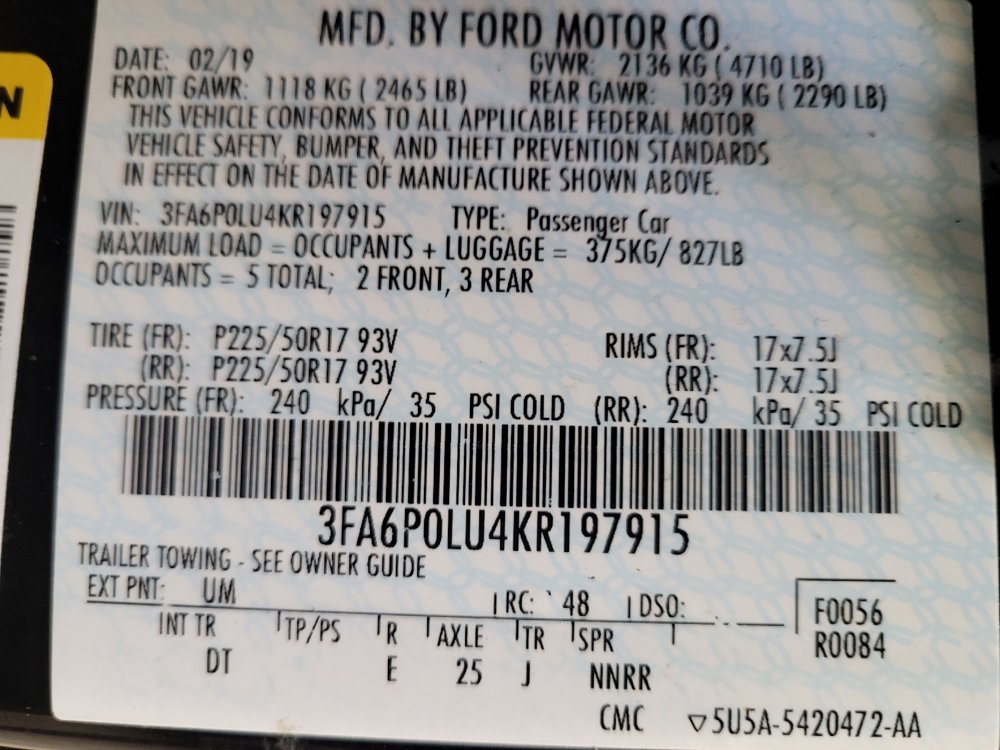 MFD. BY FORD MOTOR CO.
DATE: 02/19 GVWR: 2136 KG ( 4710 LB)
FRONT GAWR: 1118 KG ( 2465 LB) REAR GAWR: 1039 KG ( 2290 LB)
THIS VEHICLE CONFORMS TO ALL APPLICABLE FEDERAL MOTOR
VEHICLE SAFETY, BUMPER, AND THEFT PREVENTION STANDARDS
IN EFFECT ON THE DATE OF MANUFACTURE SHOWN ABOVE.
VIN: 3FA6P0LU4KR197915 TYPE: Passenger Car
MAXIMUM LOAD = OCCUPANTS + LUGGAGE = 375KG/ 827LB
OCCUPANTS = 5 TOTAL; 2 FRONT, 3 REAR
TIRE (FR): P225/50R17 93V RIMS (FR): 17x7.5J
(RR): P225/50R17 93V (RR): 17x7.5J
PRESSURE (FR): 240 kPa/ 35 PSI COLD (RR): 240 kPa/ 35 PSI COLD
3FA6P0LU4KR197915
TRAILER TOWING - SEE OWNER GUIDE
EXT PNT: UM RC: 48 DSO: F0056
INT TR TP/PS R AXLE TR SPR R0084
DT E 25 J NNRR
CMC ▽5U5A-5420472-AA
N